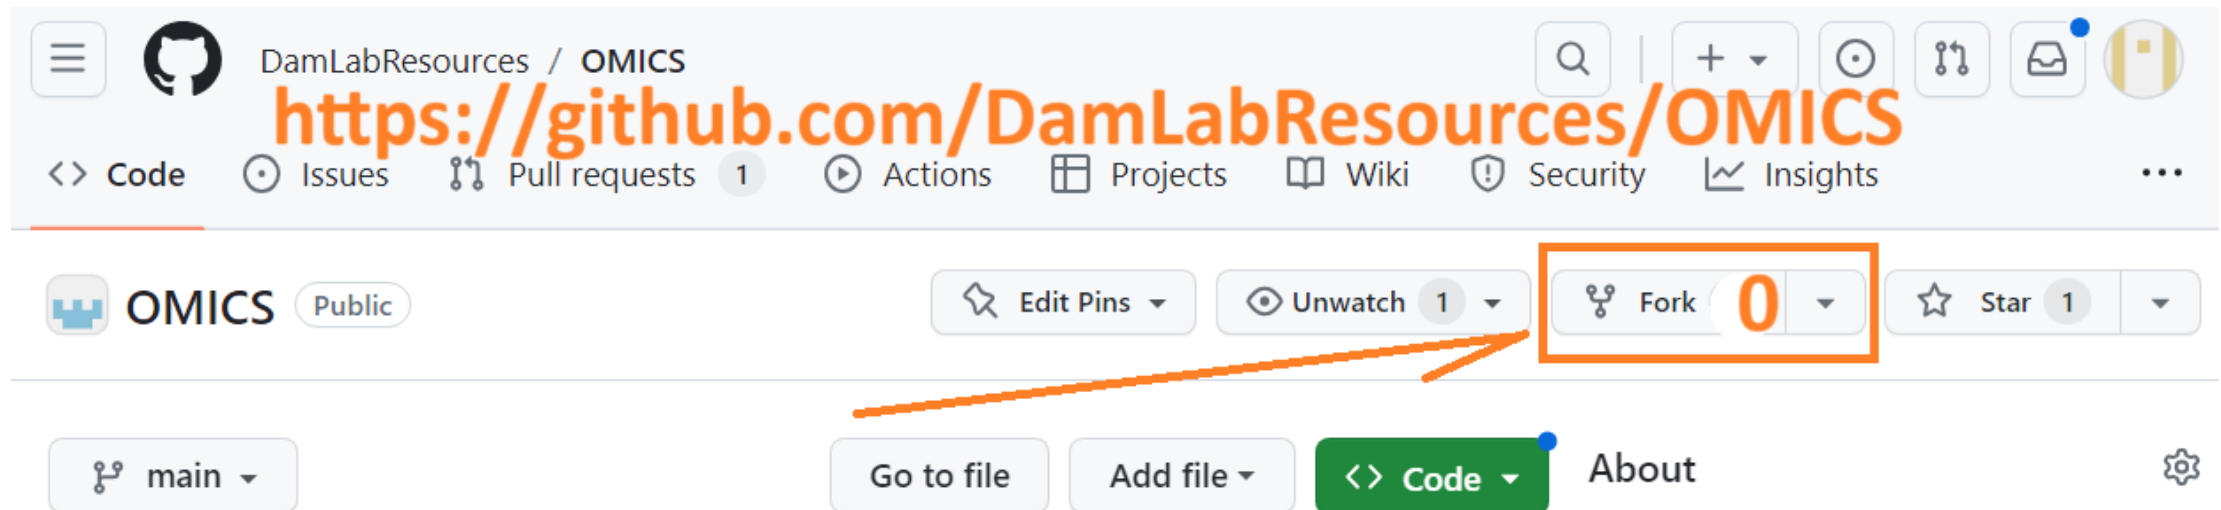 DamLabResources / OMICS
https://github.com/DamLabResources/OMICS
Code Issues Pull requests 1 Actions Projects Wiki Security Insights ...
OMICS Public Edit Pins Unwatch 1 Fork 0 Star 1
main Go to file Add file <> Code About